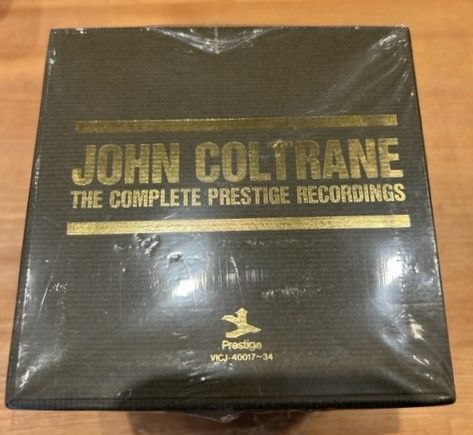 JOHN COLTRANE
THE COMPLETE PRESTIGE RECORDINGS
Prestige
VICJ-40017~34